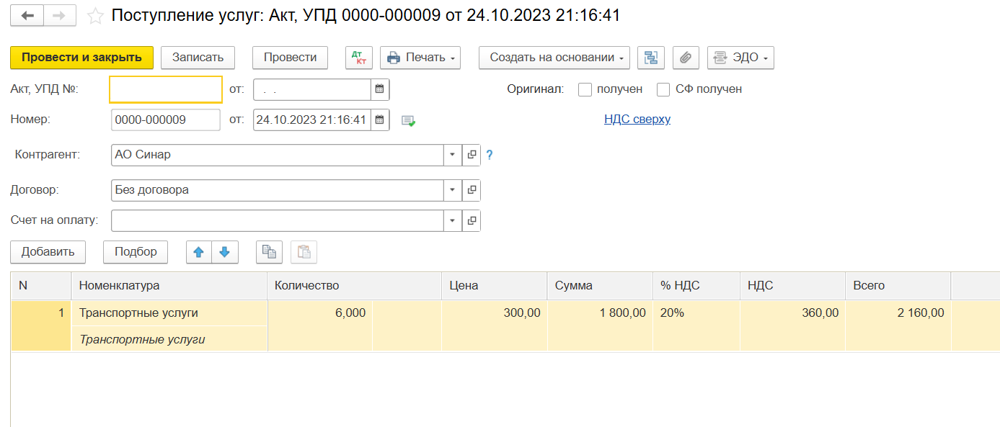 Поступление услуг: Акт, УПД 0000-000009 от 24.10.2023 21:16:41
Провести и закрыть Записать Провести Дт Кт Печать Создать на основании ЭДО
Акт, УПД №: от: . . Оригинал: получен СФ получен
Номер: 0000-000009 от: 24.10.2023 21:16:41 НДС сверху
Контрагент: АО Синар ?
Договор: Без договора
Счет на оплату:
Добавить Подбор
N Номенклатура Количество Цена Сумма % НДС НДС Всего
1 Транспортные услуги 6,000 300,00 1 800,00 20% 360,00 2 160,00
Транспортные услуги